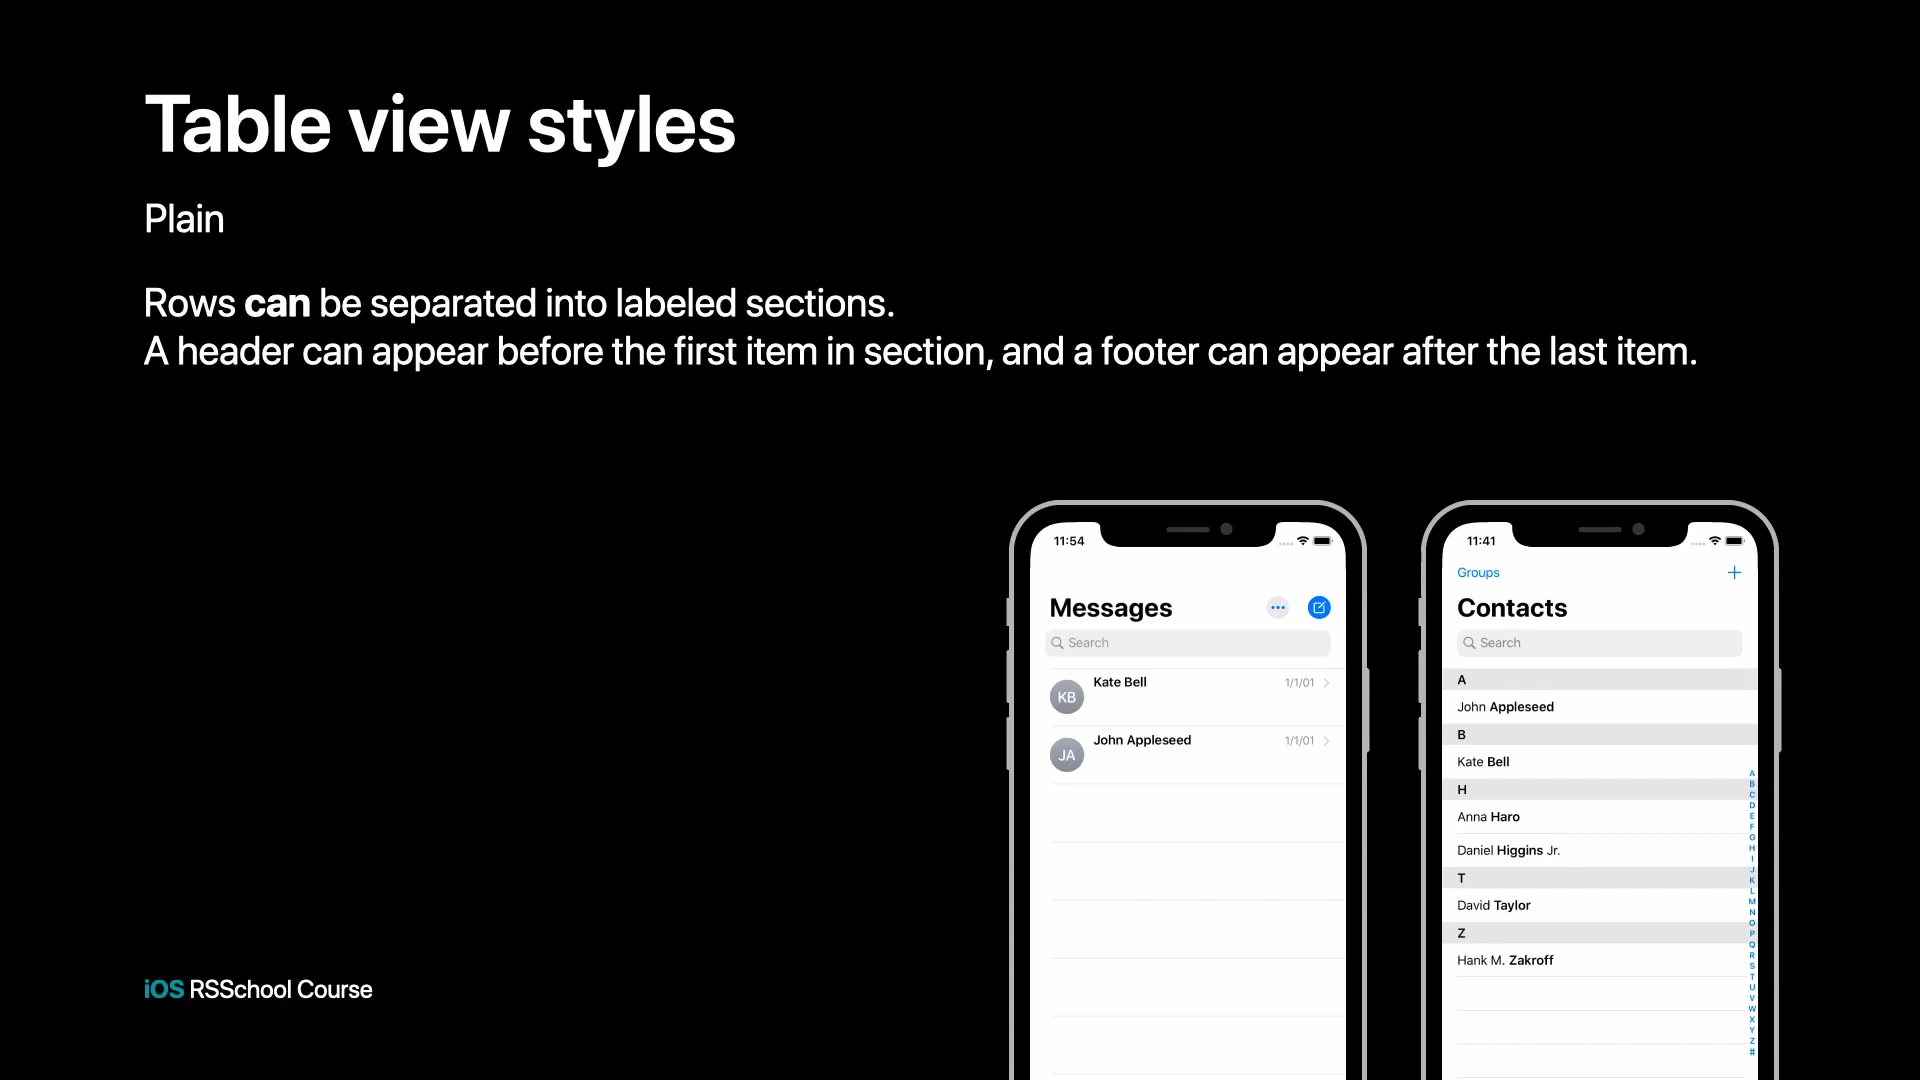 Table view styles
Plain
Rows can be separated into labeled sections.
A header can appear before the first item in section, and a footer can appear after the last item.
11:54
Messages
Search
KB
Kate Bell
1/1/01
JA
John Appleseed
1/1/01
11:41
Groups
Contacts
Search
A
John Appleseed
B
Kate Bell
H
Anna Haro
Daniel Higgins Jr.
T
David Taylor
Z
Hank M. Zakroff
A
B
C
D
E
F
G
H
I
J
K
L
M
N
O
P
Q
R
S
T
U
V
W
X
Y
Z
#
iOS RSSchool Course